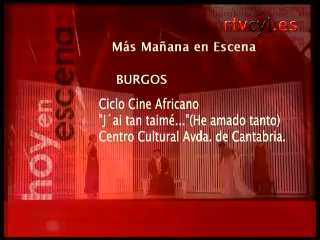 rtvcyl.es
Más Mañana en Escena
BURGOS
Ciclo Cine Africano
"J´ai tan taimé..."(He amado tanto)
Centro Cultural Avda. de Cantabria.
hoy en
escena